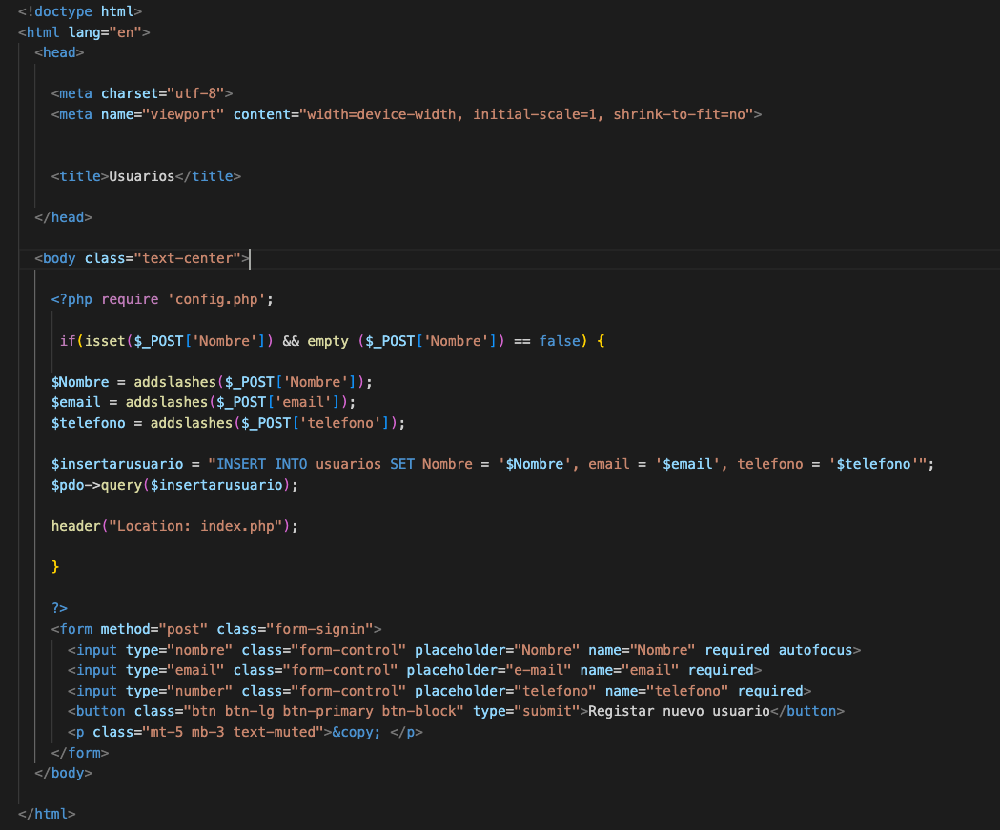 <!doctype html>
<html lang="en">
<head>
<meta charset="utf-8">
<meta name="viewport" content="width=device-width, initial-scale=1, shrink-to-fit=no">
<title>Usuarios</title>
</head>
<body class="text-center">
<?php require 'config.php';
if(isset($_POST['Nombre']) && empty ($_POST['Nombre']) == false) {
$Nombre = addslashes($_POST['Nombre']);
$email = addslashes($_POST['email']);
$telefono = addslashes($_POST['telefono']);
$insertarusuario = "INSERT INTO usuarios SET Nombre = '$Nombre', email = '$email', telefono = '$telefono'";
$pdo->query($insertarusuario);
header("Location: index.php");
}
?>
<form method="post" class="form-signin">
<input type="nombre" class="form-control" placeholder="Nombre" name="Nombre" required autofocus>
<input type="email" class="form-control" placeholder="e-mail" name="email" required>
<input type="number" class="form-control" placeholder="telefono" name="telefono" required>
<button class="btn btn-lg btn-primary btn-block" type="submit">Registar nuevo usuario</button>
<p class="mt-5 mb-3 text-muted">&copy; </p>
</form>
</body>
</html>